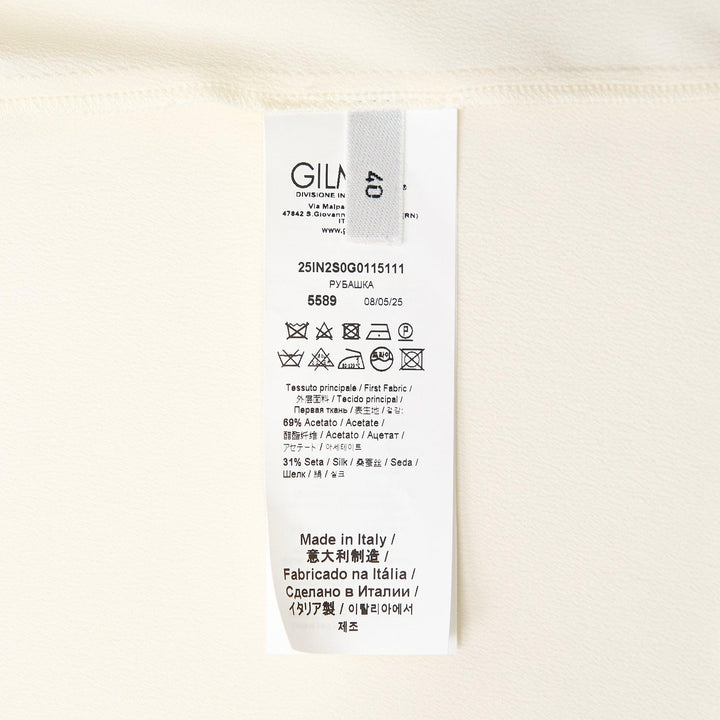 40
DIVISIONE IN
Via Malpa
47842 S.Giovann ERN)
IT
www.g
25IN2S0G0115111
РУБАШКА
5589 08/05/25
Tessuto principale / First Fabric /
外层面料 / Tecido principal /
Первая ткань / 表生地 / 겉감:
69% Acetato / Acetate /
醋酯纤维 / Acetato / Ацетат /
アセテート / 아세테이트
31% Seta / Silk / 桑蚕丝 / Seda /
Шелк / 絹 / 실크
Made in Italy /
意大利制造 /
Fabricado na Itália /
Сделано в Италии /
イタリア製 / 이탈리아에서
제조